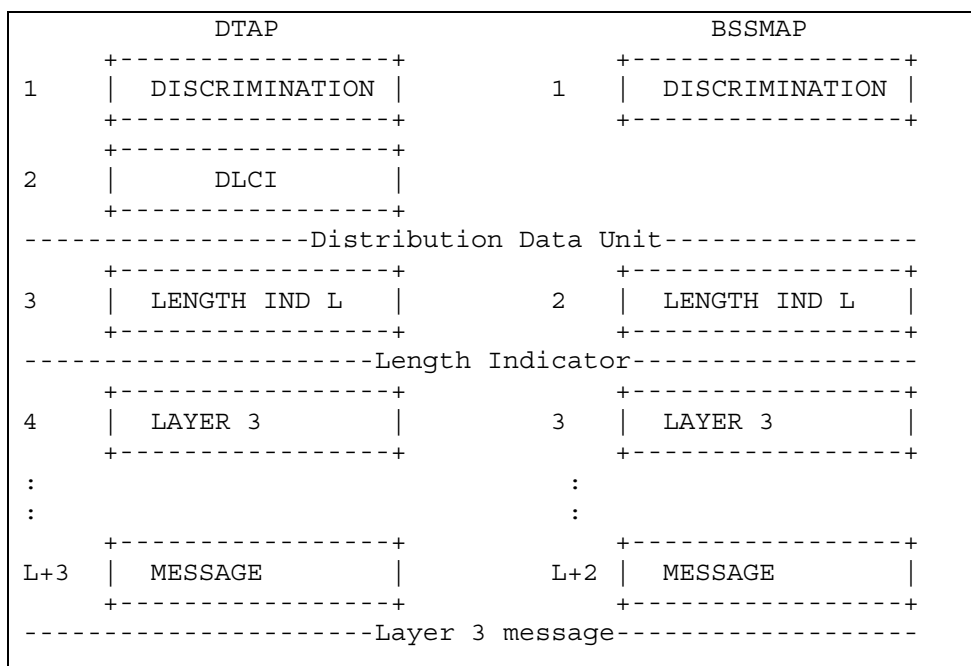 DTAP BSSMAP
+-----------------+ +-----------------+
1 | DISCRIMINATION | 1 | DISCRIMINATION |
+-----------------+ +-----------------+
+-----------------+
2 | DLCI |
+-----------------+
------------------Distribution Data Unit----------------
+-----------------+ +-----------------+
3 | LENGTH IND L | 2 | LENGTH IND L |
+-----------------+ +-----------------+
----------------------Length Indicator------------------
+-----------------+ +-----------------+
4 | LAYER 3 | 3 | LAYER 3 |
+-----------------+ +-----------------+
: :
: :
+-----------------+ +-----------------+
L+3 | MESSAGE | L+2 | MESSAGE |
+-----------------+ +-----------------+
----------------------Layer 3 message-------------------